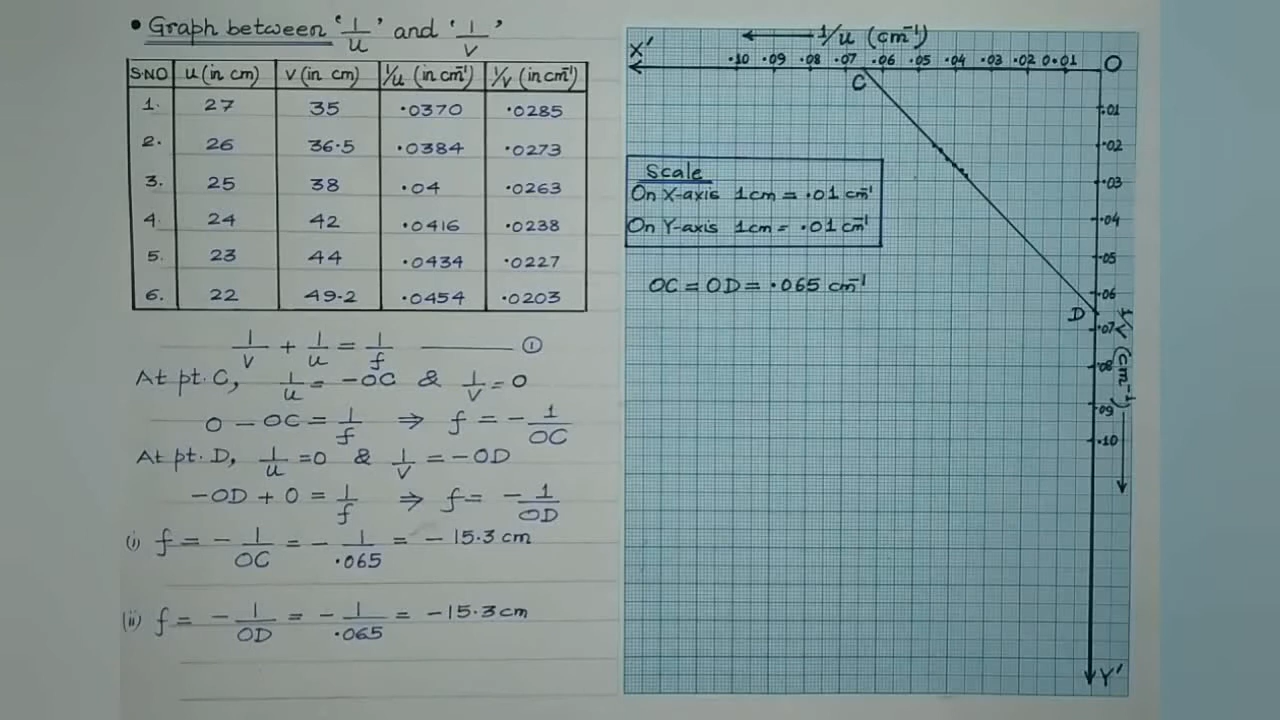 • Graph between '1/u' and '1/v'
S.NO u (in cm) v (in cm) 1/u (in cm⁻¹) 1/v (in cm⁻¹)
1. 27 35 .0370 .0285
2. 26 36.5 .0384 .0273
3. 25 38 .04 .0263
4. 24 42 .0416 .0238
5. 23 44 .0434 .0227
6. 22 49.2 .0454 .0203
1/v + 1/u = 1/f ——— ①
At pt. C, 1/u = -OC & 1/v = 0
0 - OC = 1/f ⇒ f = - 1/OC
At pt. D, 1/u = 0 & 1/v = -OD
-OD + 0 = 1/f ⇒ f = - 1/OD
(i) f = - 1/OC = - 1/.065 = -15.3 cm
(ii) f = - 1/OD = - 1/.065 = -15.3 cm
← 1/u (cm⁻¹)
X'
.10 .09 .08 .07 .06 .05 .04 .03 .02 0.01 O
C
.01
.02
.03
.04
.05
.06
.07
.08
.09
.10
Scale
On X-axis 1cm = .01 cm⁻¹
On Y-axis 1cm = .01 cm⁻¹
OC = OD = .065 cm⁻¹
D
1/v (cm⁻¹) →
Y'